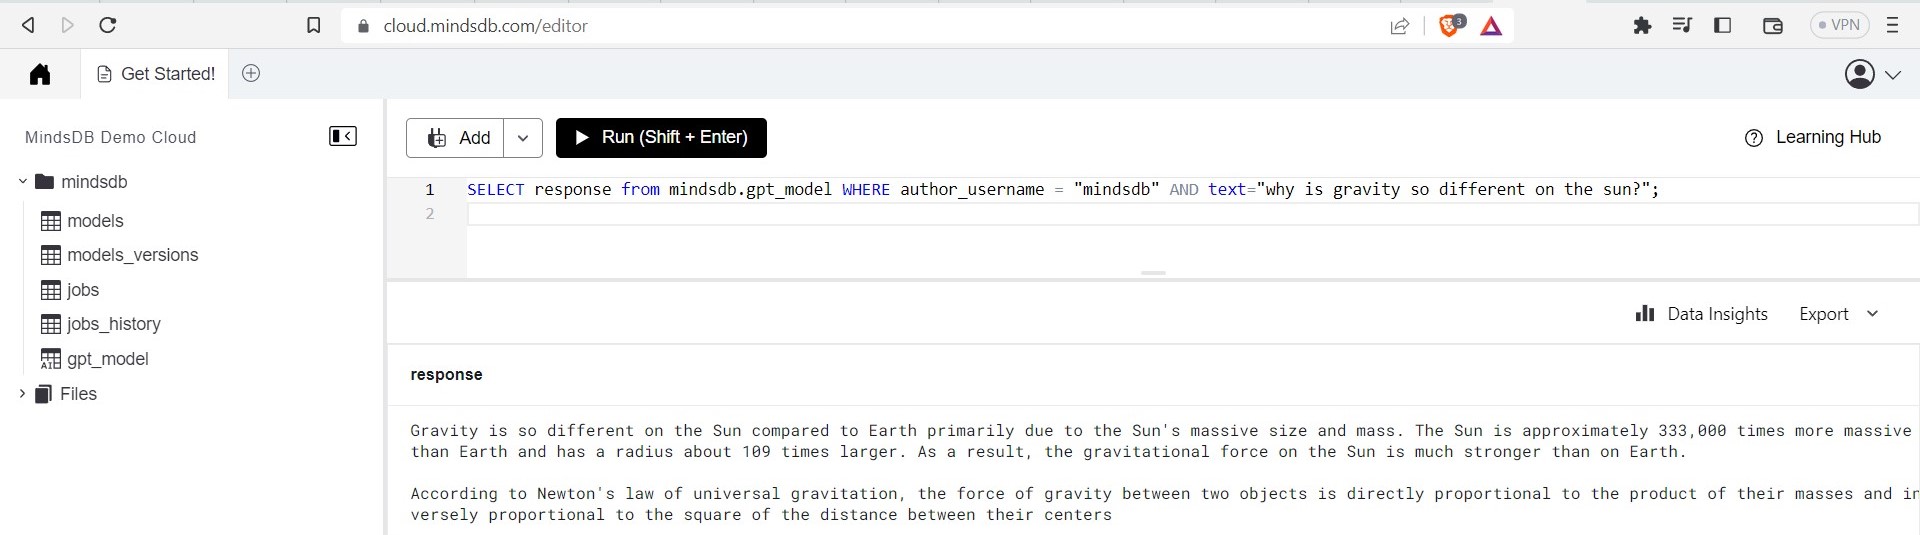 cloud.mindsdb.com/editor
3
VPN
Get Started!
MindsDB Demo Cloud
Add
Run (Shift + Enter)
Learning Hub
mindsdb
models
models_versions
jobs
jobs_history
gpt_model
Files
1 SELECT response from mindsdb.gpt_model WHERE author_username = "mindsdb" AND text="why is gravity so different on the sun?";
2
Data Insights
Export
response
Gravity is so different on the Sun compared to Earth primarily due to the Sun's massive size and mass. The Sun is approximately 333,000 times more massive
than Earth and has a radius about 109 times larger. As a result, the gravitational force on the Sun is much stronger than on Earth.
According to Newton's law of universal gravitation, the force of gravity between two objects is directly proportional to the product of their masses and in
versely proportional to the square of the distance between their centers